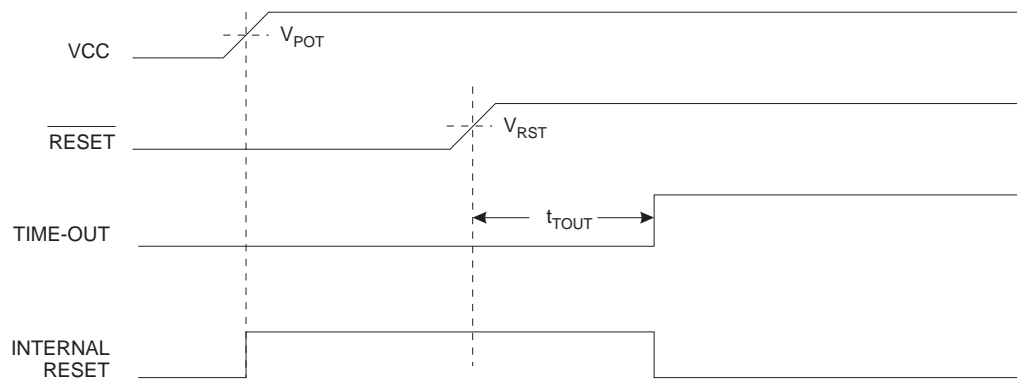 VCC
VPOT
RESET
VRST
TIME-OUT
tTOUT
INTERNAL
RESET